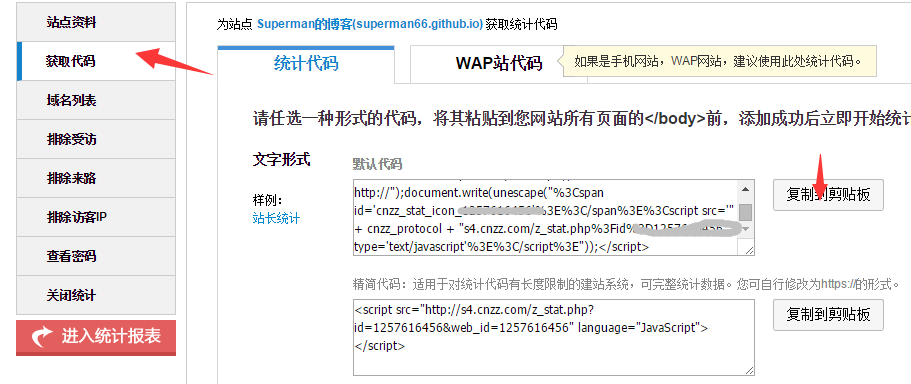 站点资料
获取代码
域名列表
排除受访
排除来路
排除访客IP
查看密码
关闭统计
进入统计报表
为站点 Superman的博客(superman66.github.io) 获取统计代码
统计代码
WAP站代码
如果是手机网站，WAP网站，建议使用此处统计代码。
请任选一种形式的代码，将其粘贴到您网站所有页面的</body>前，添加成功后立即开始统计
文字形式
默认代码
样例：
站长统计
http://");document.write(unescape("%3Cspan
id='cnzz_stat_icon_%3E%3C/span%3E%3Cscript src='"
+ cnzz_protocol + "s4.cnzz.com/z_stat.php%3Fid%3D
type='text/javascript'%3E%3C/script%3E"));</script>
复制到剪贴板
精简代码：适用于对统计代码有长度限制的建站系统，可完整统计数据。您可自行修改为https://的形式。
<script src="http://s4.cnzz.com/z_stat.php?
id=1257616456&web_id=1257616456" language="JavaScript">
</script>
复制到剪贴板